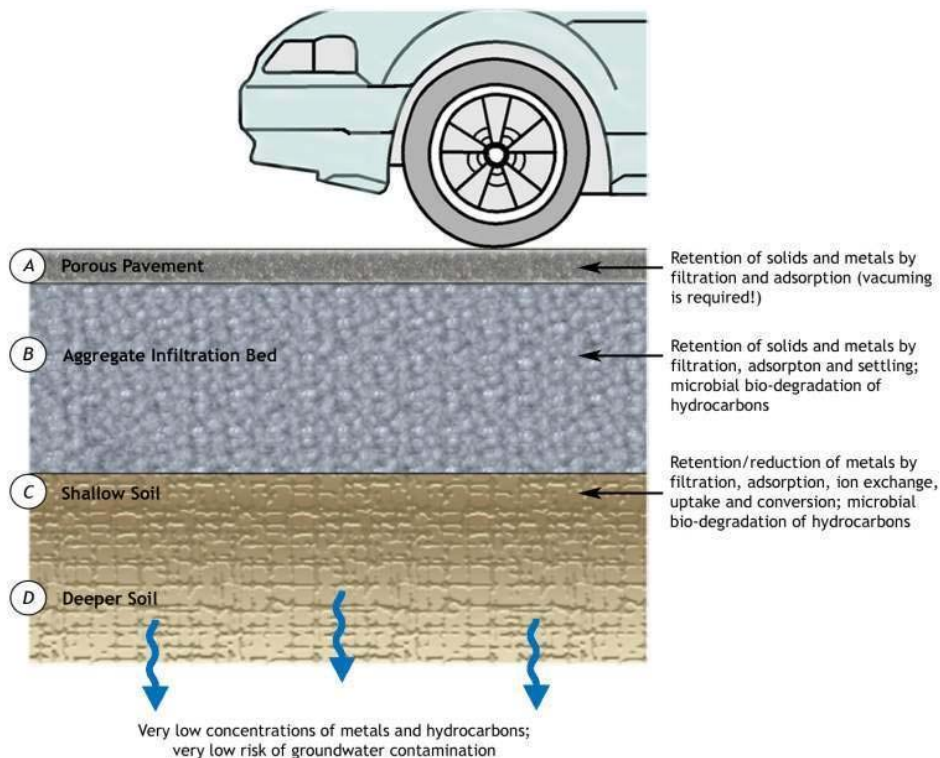 A Porous Pavement
Retention of solids and metals by
filtration and adsorption (vacuming
is required!)
B Aggregate Infiltration Bed
Retention of solids and metals by
filtration, adsorpton and settling;
microbial bio-degradation of
hydrocarbons
C Shallow Soil
Retention/reduction of metals by
filtration, adsorption, ion exchange,
uptake and conversion; microbial
bio-degradation of hydrocarbons
D Deeper Soil
Very low concentrations of metals and hydrocarbons;
very low risk of groundwater contamination